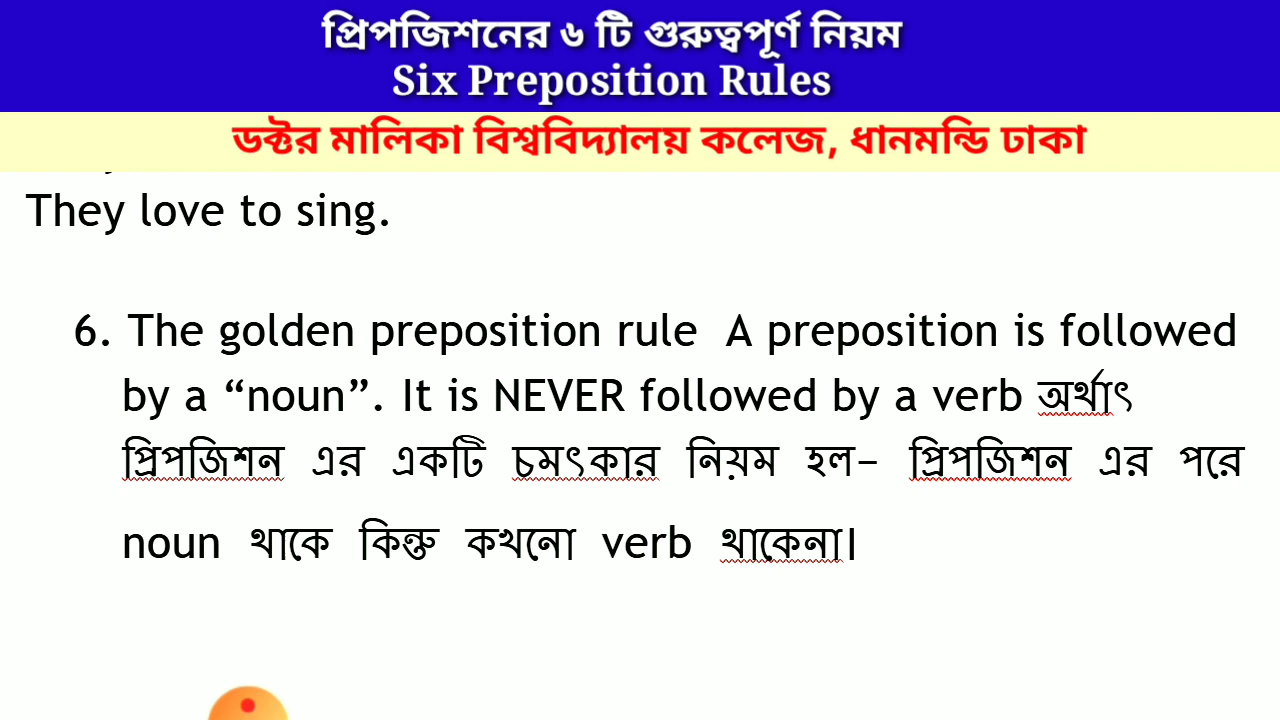 প্রিপজিশনের ৬ টি গুরুত্বপূর্ণ নিয়ম
Six Preposition Rules
ডক্টর মালিকা বিশ্ববিদ্যালয় কলেজ, ধানমন্ডি ঢাকা
They love to sing.
6. The golden preposition rule A preposition is followed
by a “noun”. It is NEVER followed by a verb অর্থাৎ
প্রিপজিশন এর একটি চমৎকার নিয়ম হল– প্রিপজিশন এর পরে
noun থাকে কিন্তু কখনো verb থাকেনা।